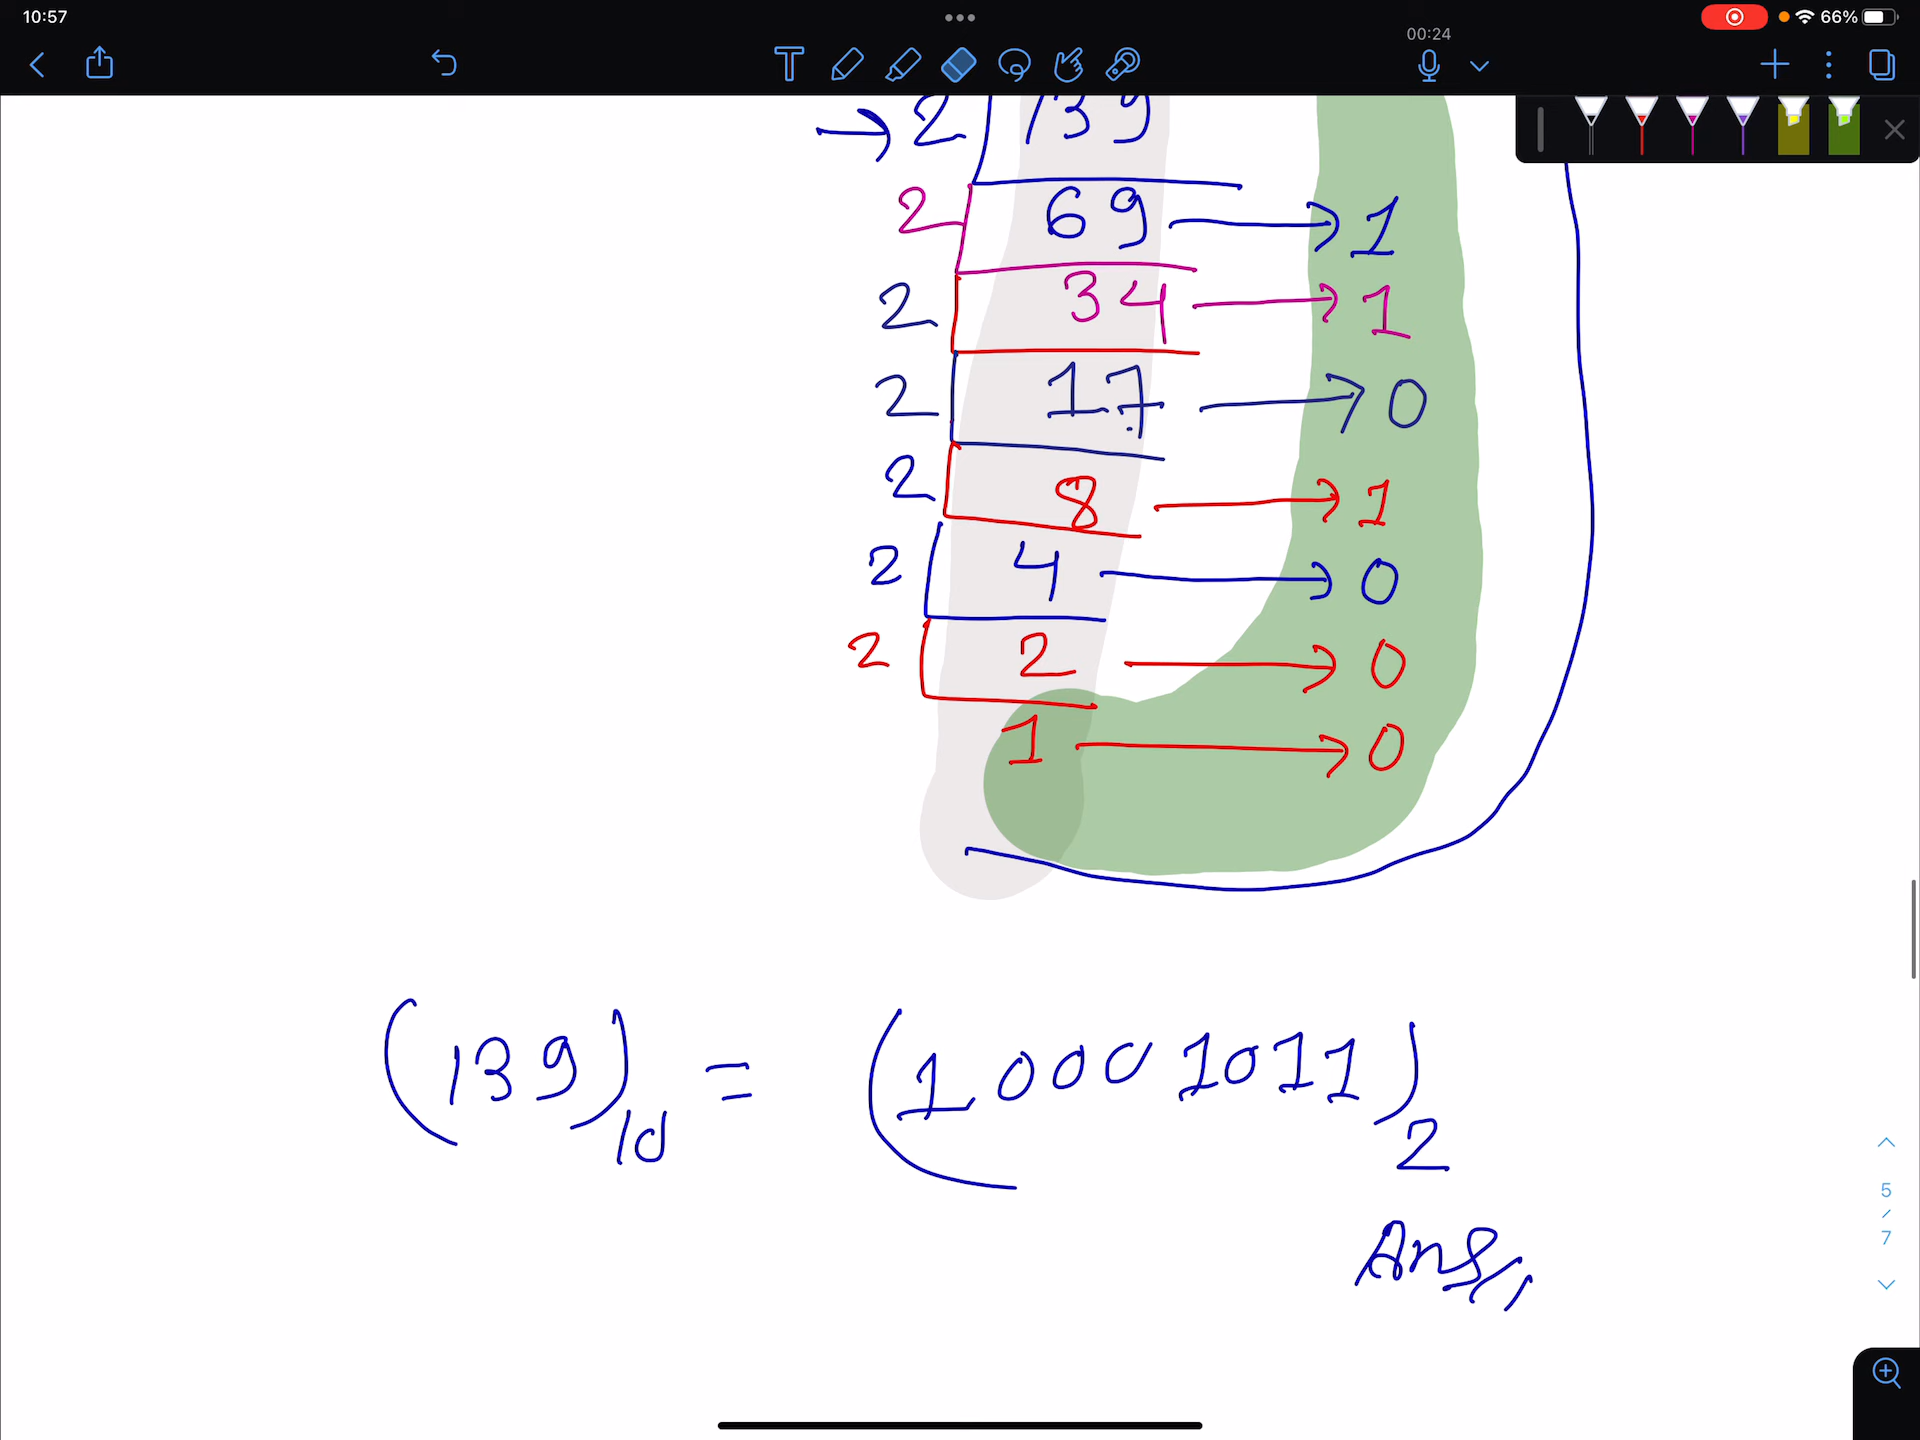 10:57
66%
00:24
T
→ 2 139
2 69 → 1
2 34 → 1
2 17 → 0
2 8 → 1
2 4 → 0
2 2 → 0
1 → 0
(139)10 = (10001011)2
Ans//
5
/
7